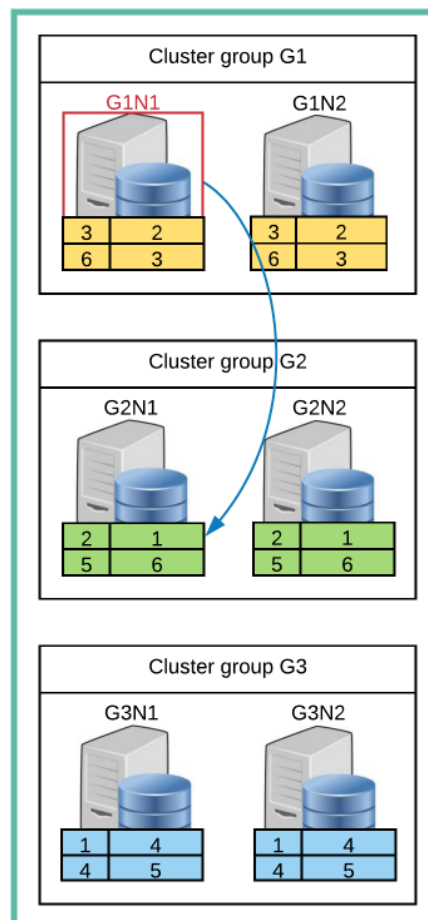 Cluster group G1
G1N1 G1N2
3 2 3 2
6 3 6 3
Cluster group G2
G2N1 G2N2
2 1 2 1
5 6 5 6
Cluster group G3
G3N1 G3N2
1 4 1 4
4 5 4 5